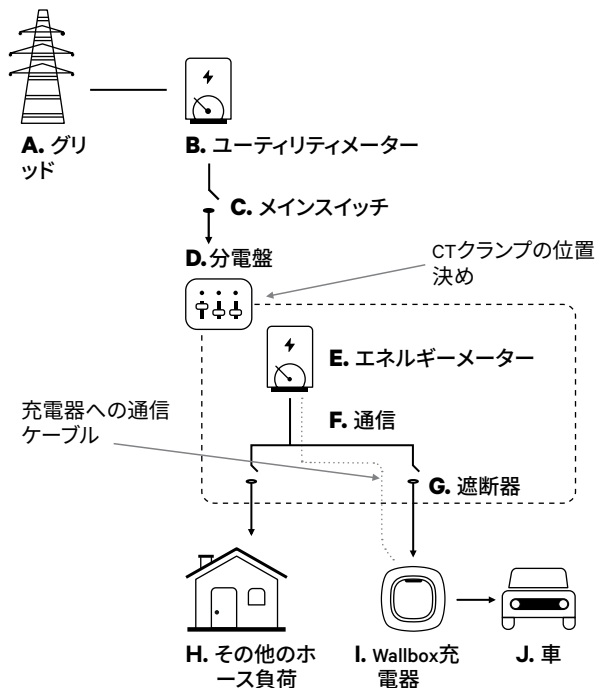 A. グリ
ッド
B. ユーティリティメーター
C. メインスイッチ
D.分電盤
CTクランプの位置
決め
E. エネルギーメーター
充電器への通信
ケーブル
F. 通信
G. 遮断器
H. その他のホ
ース負荷
I. Wallbox充
電器
J. 車